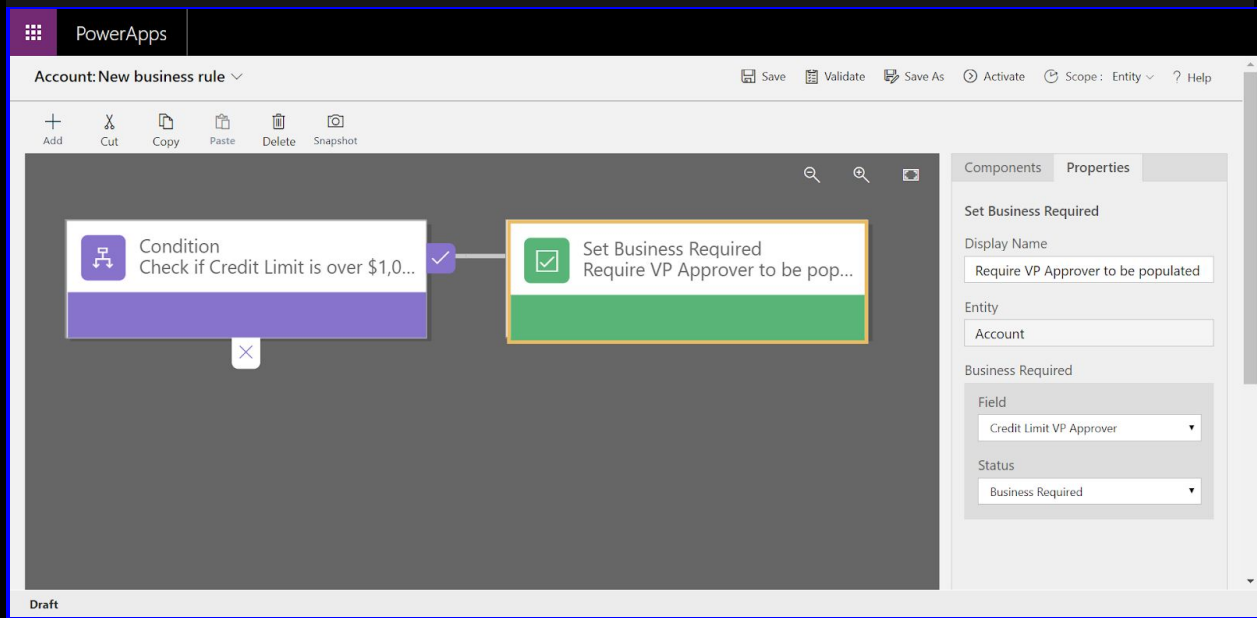 PowerApps
Account: New business rule
Save Validate Save As Activate Scope : Entity ? Help
Add Cut Copy Paste Delete Snapshot
Components Properties
Condition
Check if Credit Limit is over $1,0...
Set Business Required
Require VP Approver to be pop...
Set Business Required
Display Name
Require VP Approver to be populated
Entity
Account
Business Required
Field
Credit Limit VP Approver
Status
Business Required
Draft